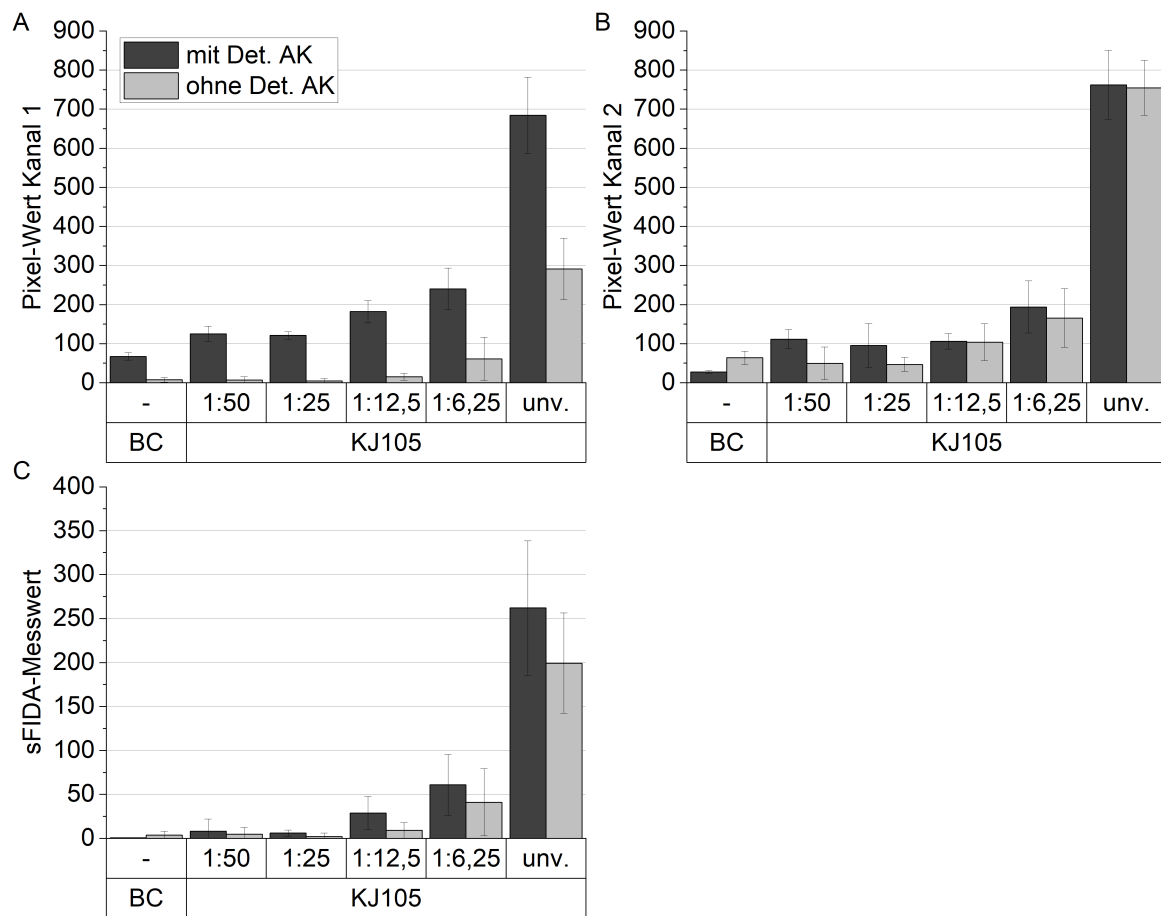 A
Pixel-Wert Kanal 1
900
800
700
600
500
400
300
200
100
0
mit Det. AK
ohne Det. AK
- 1:50 1:25 1:12,5 1:6,25 unv.
BC KJ105
B
Pixel-Wert Kanal 2
900
800
700
600
500
400
300
200
100
0
- 1:50 1:25 1:12,5 1:6,25 unv.
BC KJ105
C
sFIDA-Messwert
400
350
300
250
200
150
100
50
0
- 1:50 1:25 1:12,5 1:6,25 unv.
BC KJ105